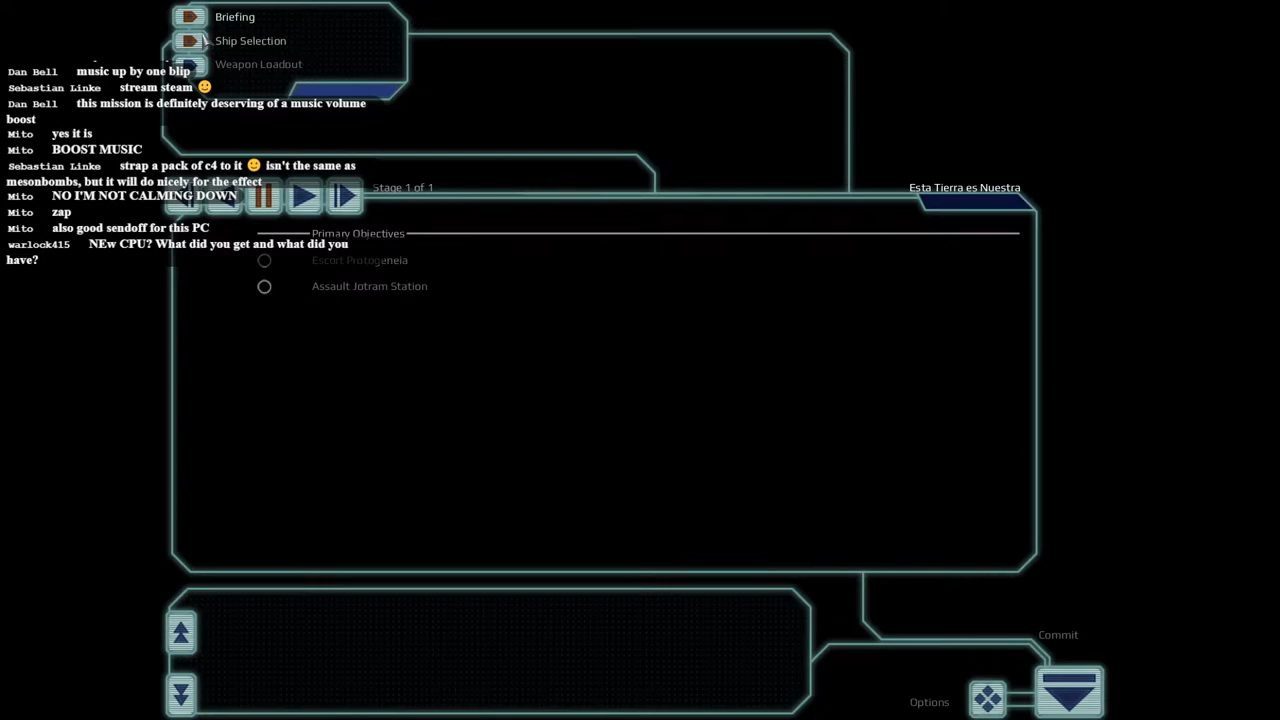 Briefing
Ship Selection
Weapon Loadout
Dan Bell music up by one blip
Sebastian Linke stream steam 🙂
Dan Bell this mission is definitely deserving of a music volume
boost
Mito yes it is
Mito BOOST MUSIC
Sebastian Linke strap a pack of c4 to it 🙂 isn't the same as
mesonbombs, but it will do nicely for the effect
Mito NO I'M NOT CALMING DOWN
Mito zap
Mito also good sendoff for this PC
warlock415 NEw CPU? What did you get and what did you
have?
Stage 1 of 1
Esta Tierra es Nuestra
Primary Objectives
Escort Protogeneia
Assault Jotram Station
Commit
Options